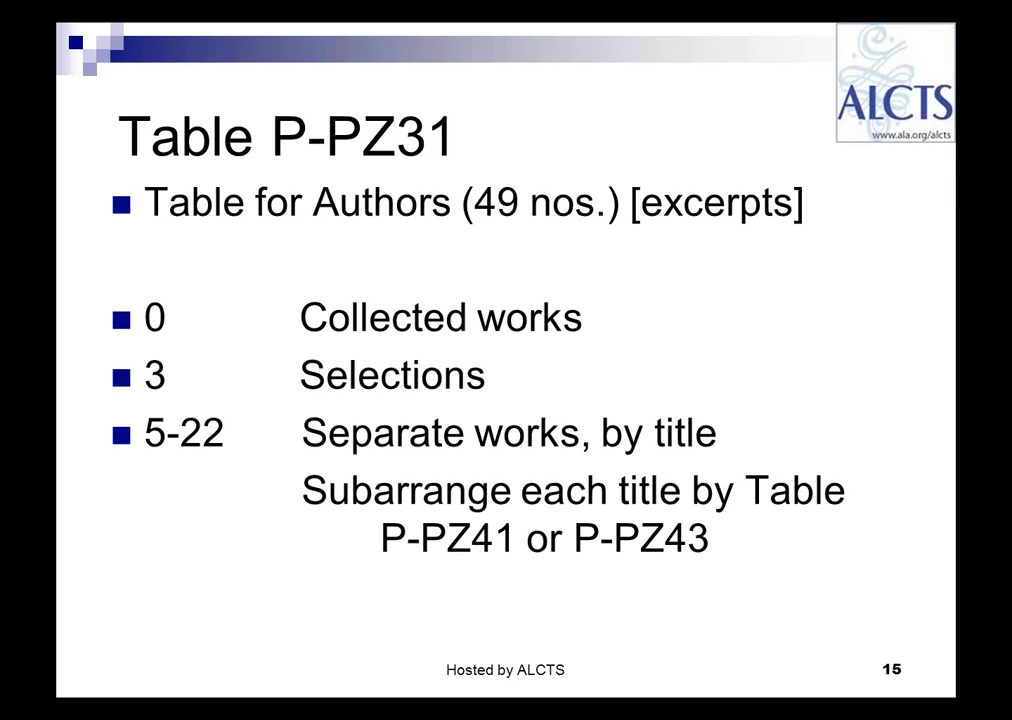 ALCTS
www.ala.org/alcts
Table P-PZ31
Table for Authors (49 nos.) [excerpts]
0 Collected works
3 Selections
5-22 Separate works, by title
Subarrange each title by Table
P-PZ41 or P-PZ43
Hosted by ALCTS 15